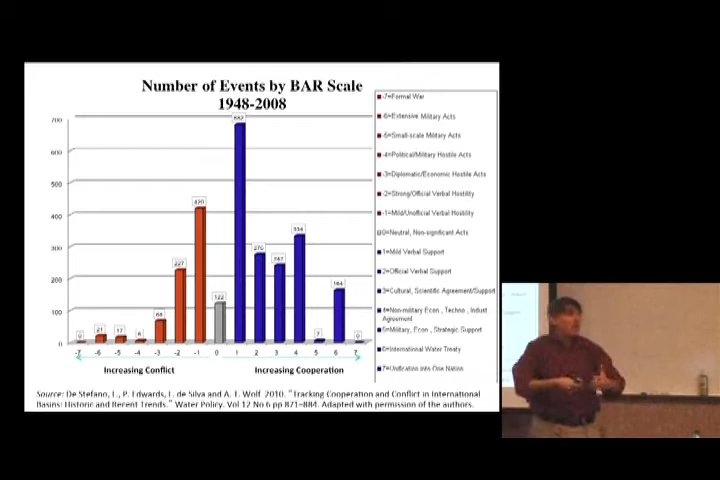 Number of Events by BAR Scale
1948-2008
700
600
500
400
300
200
100
0
0
21
17
6
68
227
420
122
682
276
334
7
164
0
-7
-6
-5
-4
-3
-2
-1
0
1
2
3
4
5
6
7
Increasing Conflict
Increasing Cooperation
-7=Formal War
-6=Extensive Military Acts
-5=Small-scale Military Acts
-4=Political/Military Hostile Acts
-3=Diplomatic/Economic Hostile Acts
-2=Strong/Official Verbal Hostility
-1=Mild/Unofficial Verbal Hostility
0=Neutral, Non-significant Acts
1=Mild Verbal Support
2=Official Verbal Support
3=Cultural, Scientific Agreement/Support
4=Non-military Econ., Techno., Indust
Agreement
5=Military, Econ., Strategic Support
6=International Water Treaty
7=Unification into One Nation
Source: De Stefano, L., P. Edwards, L. de Silva and A. T. Wolf 2010. "Tracking Cooperation and Conflict in International
Basins: Historic and Recent Trends." Water Policy. Vol 12 No 6 pp 871-884. Adapted with permission of the authors.